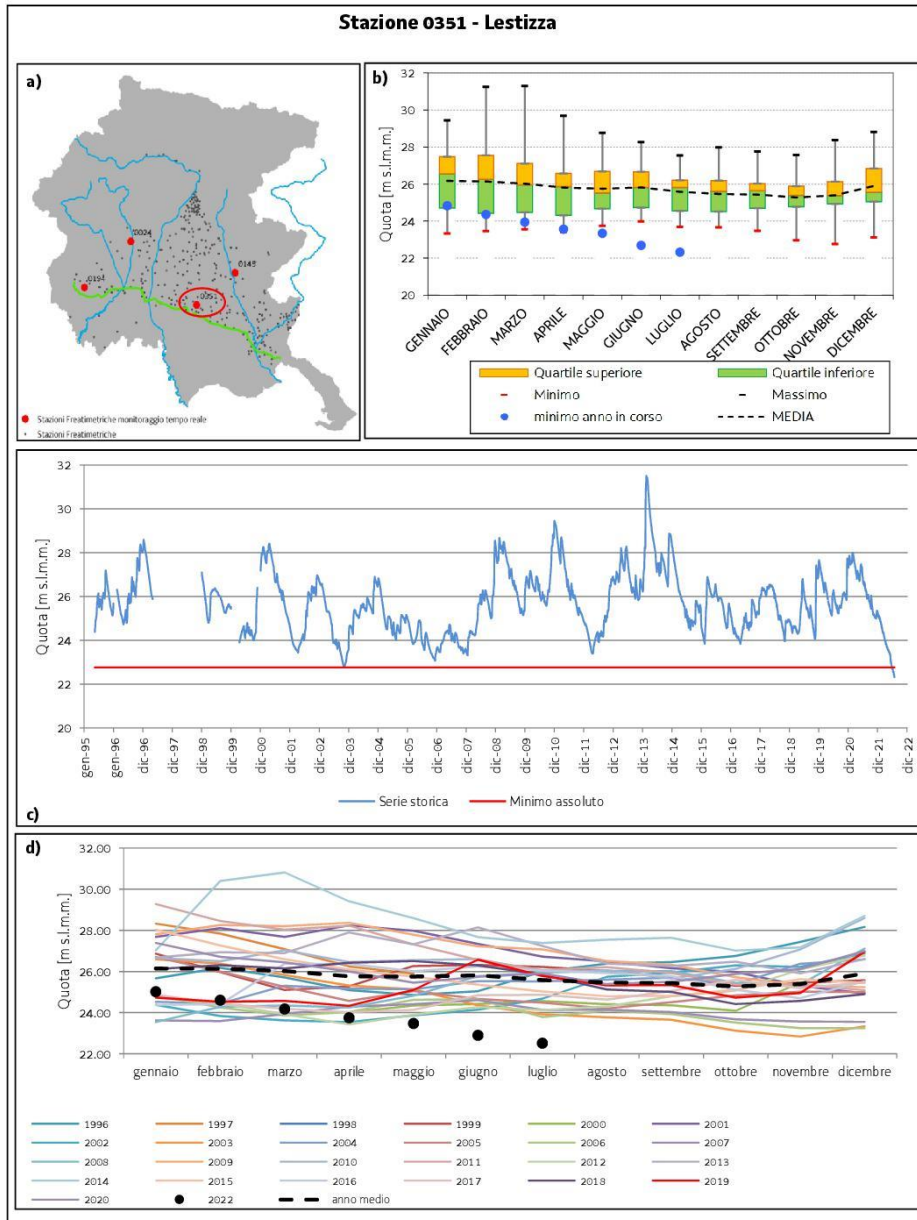 Stazione 0351 - Lestizza
a)
0024
0145
0194
0351
Stazioni Freatimetriche monitoraggio tempo reale
Stazioni Freatimetriche
b)
Quota [m s.l.m.m.]
32
30
28
26
24
22
20
GENNAIO
FEBBRAIO
MARZO
APRILE
MAGGIO
GIUGNO
LUGLIO
AGOSTO
SETTEMBRE
OTTOBRE
NOVEMBRE
DICEMBRE
Quartile superiore
Quartile inferiore
Minimo
Massimo
minimo anno in corso
MEDIA
Quota [m s.l.m.m.]
32
30
28
26
24
22
20
gen-95
gen-96
dic-96
dic-97
dic-98
dic-99
dic-00
dic-01
dic-02
dic-03
dic-04
dic-05
dic-06
dic-07
dic-08
dic-09
dic-10
dic-11
dic-12
dic-13
dic-14
dic-15
dic-16
dic-17
dic-18
dic-19
dic-20
dic-21
dic-22
Serie storica
Minimo assoluto
c)
d)
Quota [m s.l.m.m.]
32.00
30.00
28.00
26.00
24.00
22.00
gennaio febbraio marzo aprile maggio giugno luglio agosto settembre ottobre novembre dicembre
1996 1997 1998 1999 2000 2001
2002 2003 2004 2005 2006 2007
2008 2009 2010 2011 2012 2013
2014 2015 2016 2017 2018 2019
2020 2022 anno medio